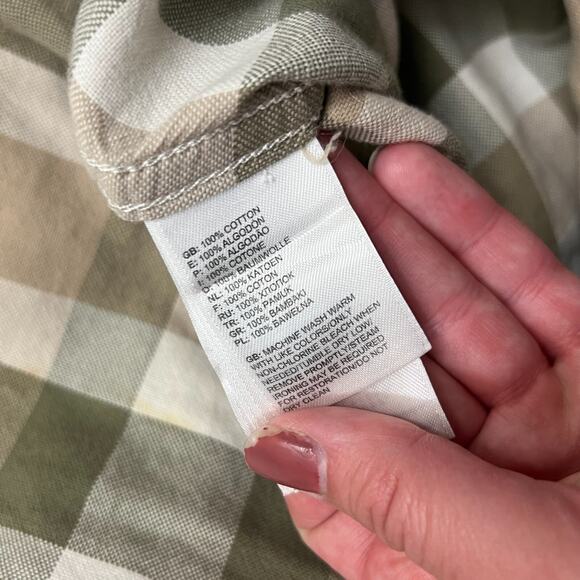 GB: 100% COTTON
E: 100% ALGODÓN
P: 100% ALGODAO
I: 100% COTONE
D: 100% BAUMWOLLE
NL: 100% KATOEN
F: 100% COTON
RU: 100% ХЛОПОК
TR: 100% PAMUK
GR: 100% BAMBAKI
PL: 100% BAWEŁNA
GB: MACHINE WASH WARM
WITH LIKE COLORS/ONLY
NON-CHLORINE BLEACH WHEN
NEEDED/TUMBLE DRY LOW/
REMOVE PROMPTLY/STEAM
IRONING MAY BE REQUIRED
FOR RESTORATION/DO NOT
DRY CLEAN